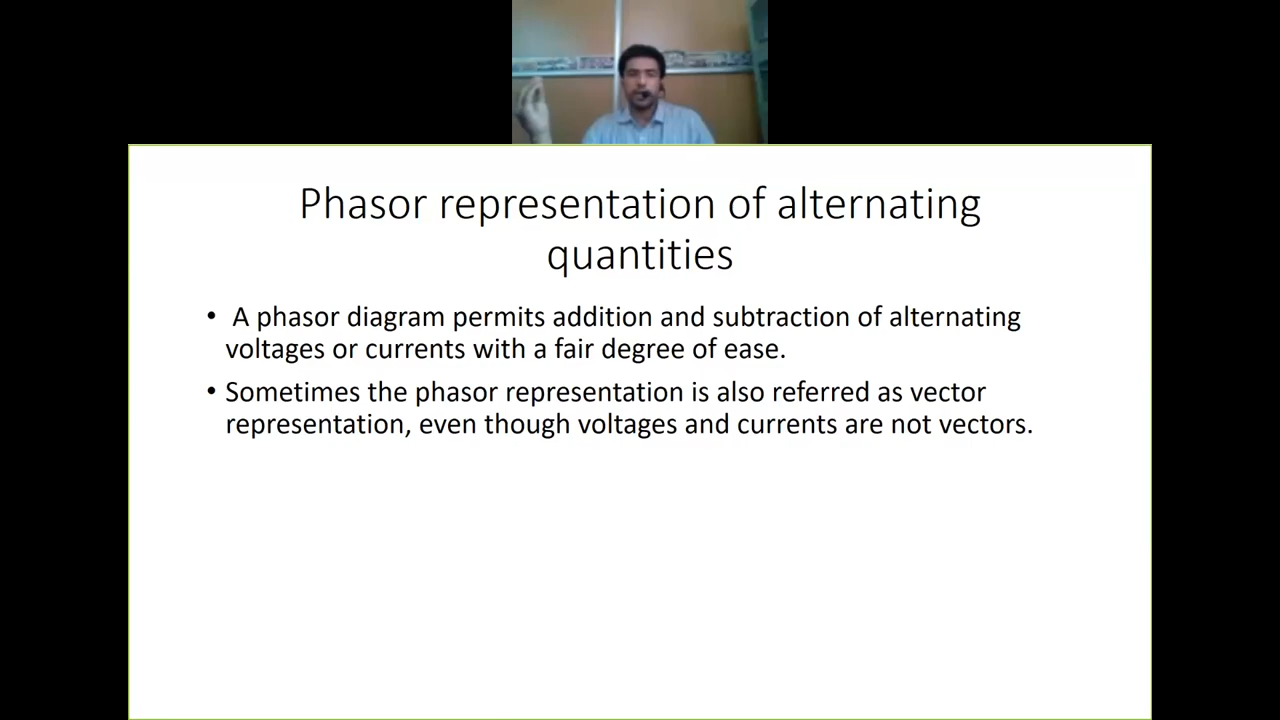 Phasor representation of alternating
quantities
• A phasor diagram permits addition and subtraction of alternating
voltages or currents with a fair degree of ease.
• Sometimes the phasor representation is also referred as vector
representation, even though voltages and currents are not vectors.